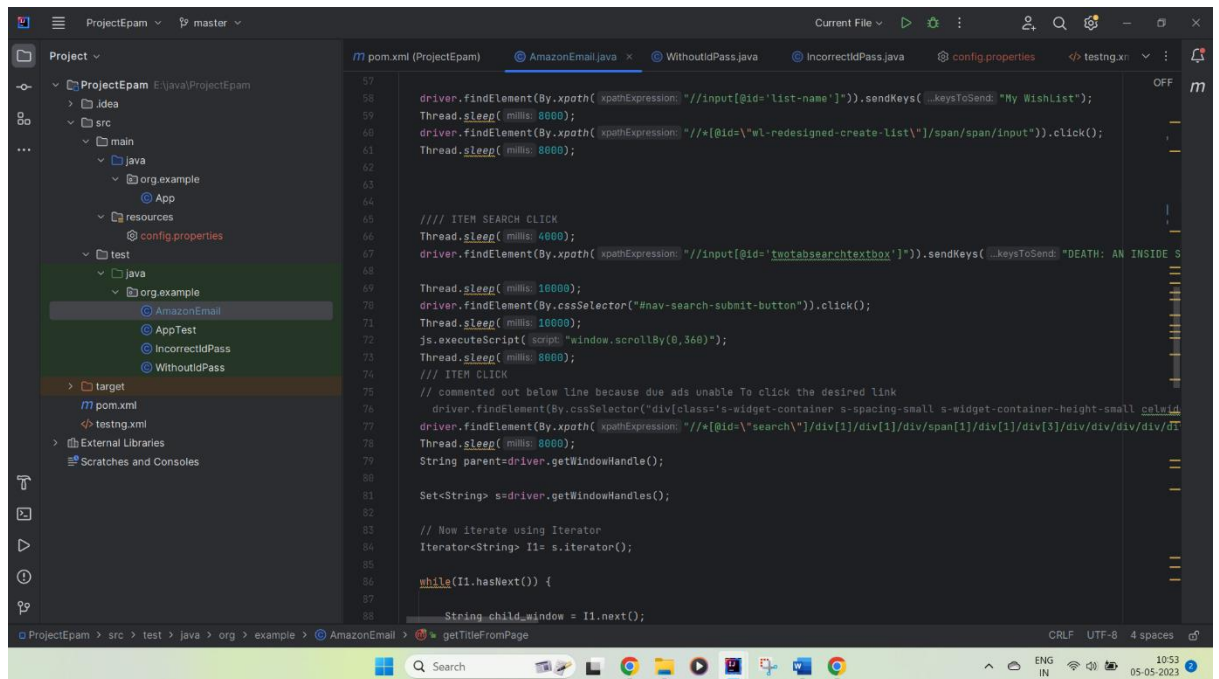 ProjectEpam master Current File
Project
pom.xml (ProjectEpam) AmazonEmail.java WithoutIdPass.java IncorrectIdPass.java config.properties testng.xm
ProjectEpam E:\java\ProjectEpam
.idea
src
main
java
org.example
App
resources
config.properties
test
java
org.example
AmazonEmail
AppTest
IncorrectIdPass
WithoutIdPass
target
pom.xml
testng.xml
External Libraries
Scratches and Consoles
OFF
57
58 driver.findElement(By.xpath( xpathExpression: "//input[@id='list-name']")).sendKeys( ...keysToSend: "My WishList");
59 Thread.sleep( millis: 8000);
60 driver.findElement(By.xpath( xpathExpression: "//*[@id=\"wl-redesigned-create-list\"]/span/span/input")).click();
61 Thread.sleep( millis: 8000);
62
63
64
65 //// ITEM SEARCH CLICK
66 Thread.sleep( millis: 4000);
67 driver.findElement(By.xpath( xpathExpression: "//input[@id='twotabsearchtextbox']")).sendKeys( ...keysToSend: "DEATH: AN INSIDE S
68
69 Thread.sleep( millis: 10000);
70 driver.findElement(By.cssSelector("#nav-search-submit-button")).click();
71 Thread.sleep( millis: 10000);
72 js.executeScript( script: "window.scrollBy(0,360)");
73 Thread.sleep( millis: 8000);
74 /// ITEM CLICK
75 // commented out below line because due ads unable To click the desired link
76 driver.findElement(By.cssSelector("div[class='s-widget-container s-spacing-small s-widget-container-height-small celwid
77 driver.findElement(By.xpath( xpathExpression: "//*[@id=\"search\"]/div[1]/div[1]/div/span[1]/div[1]/div[3]/div/div/div/div/di
78 Thread.sleep( millis: 8000);
79 String parent=driver.getWindowHandle();
80
81 Set<String> s=driver.getWindowHandles();
82
83 // Now iterate using Iterator
84 Iterator<String> I1= s.iterator();
85
86 while(I1.hasNext()) {
87
88 String child_window = I1.next();
ProjectEpam > src > test > java > org > example > AmazonEmail > getTitleFromPage CRLF UTF-8 4 spaces
Search ENG IN 10:53 05-05-2023 2